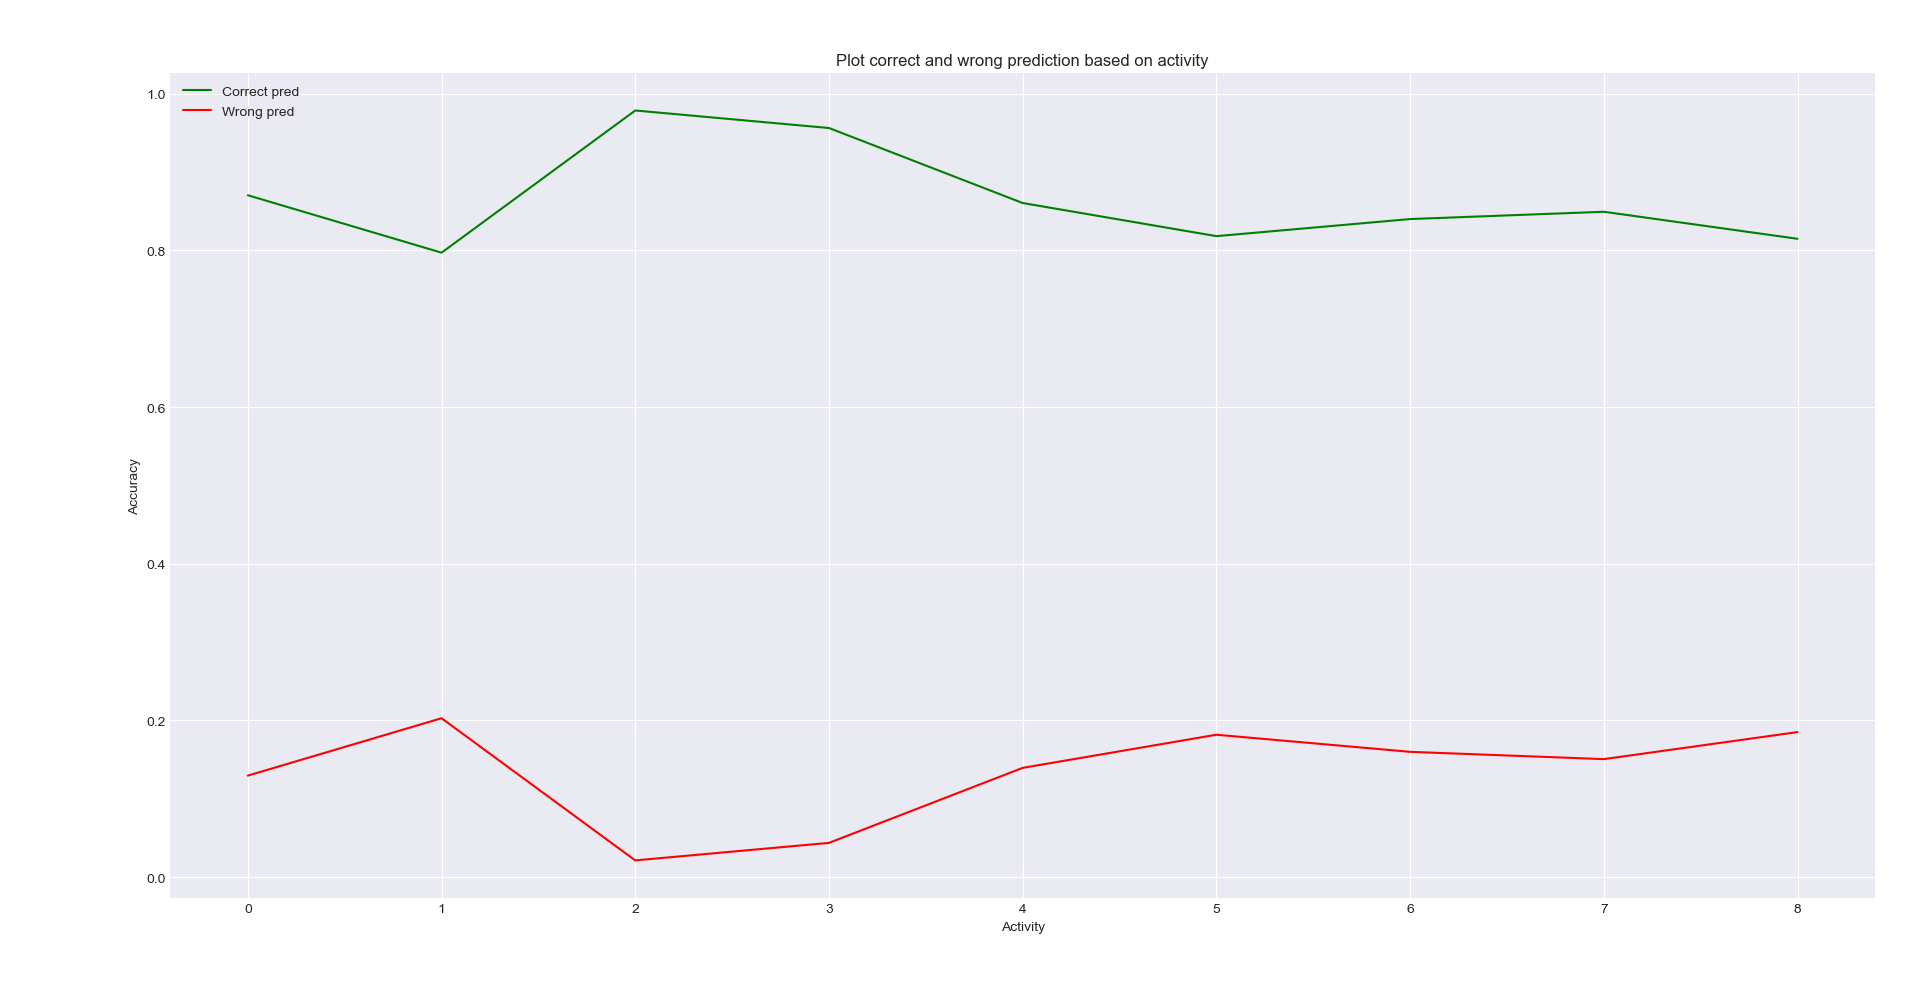 Plot correct and wrong prediction based on activity
Correct pred
Wrong pred
1.0
0.8
0.6
0.4
0.2
0.0
Accuracy
0 1 2 3 4 5 6 7 8
Activity